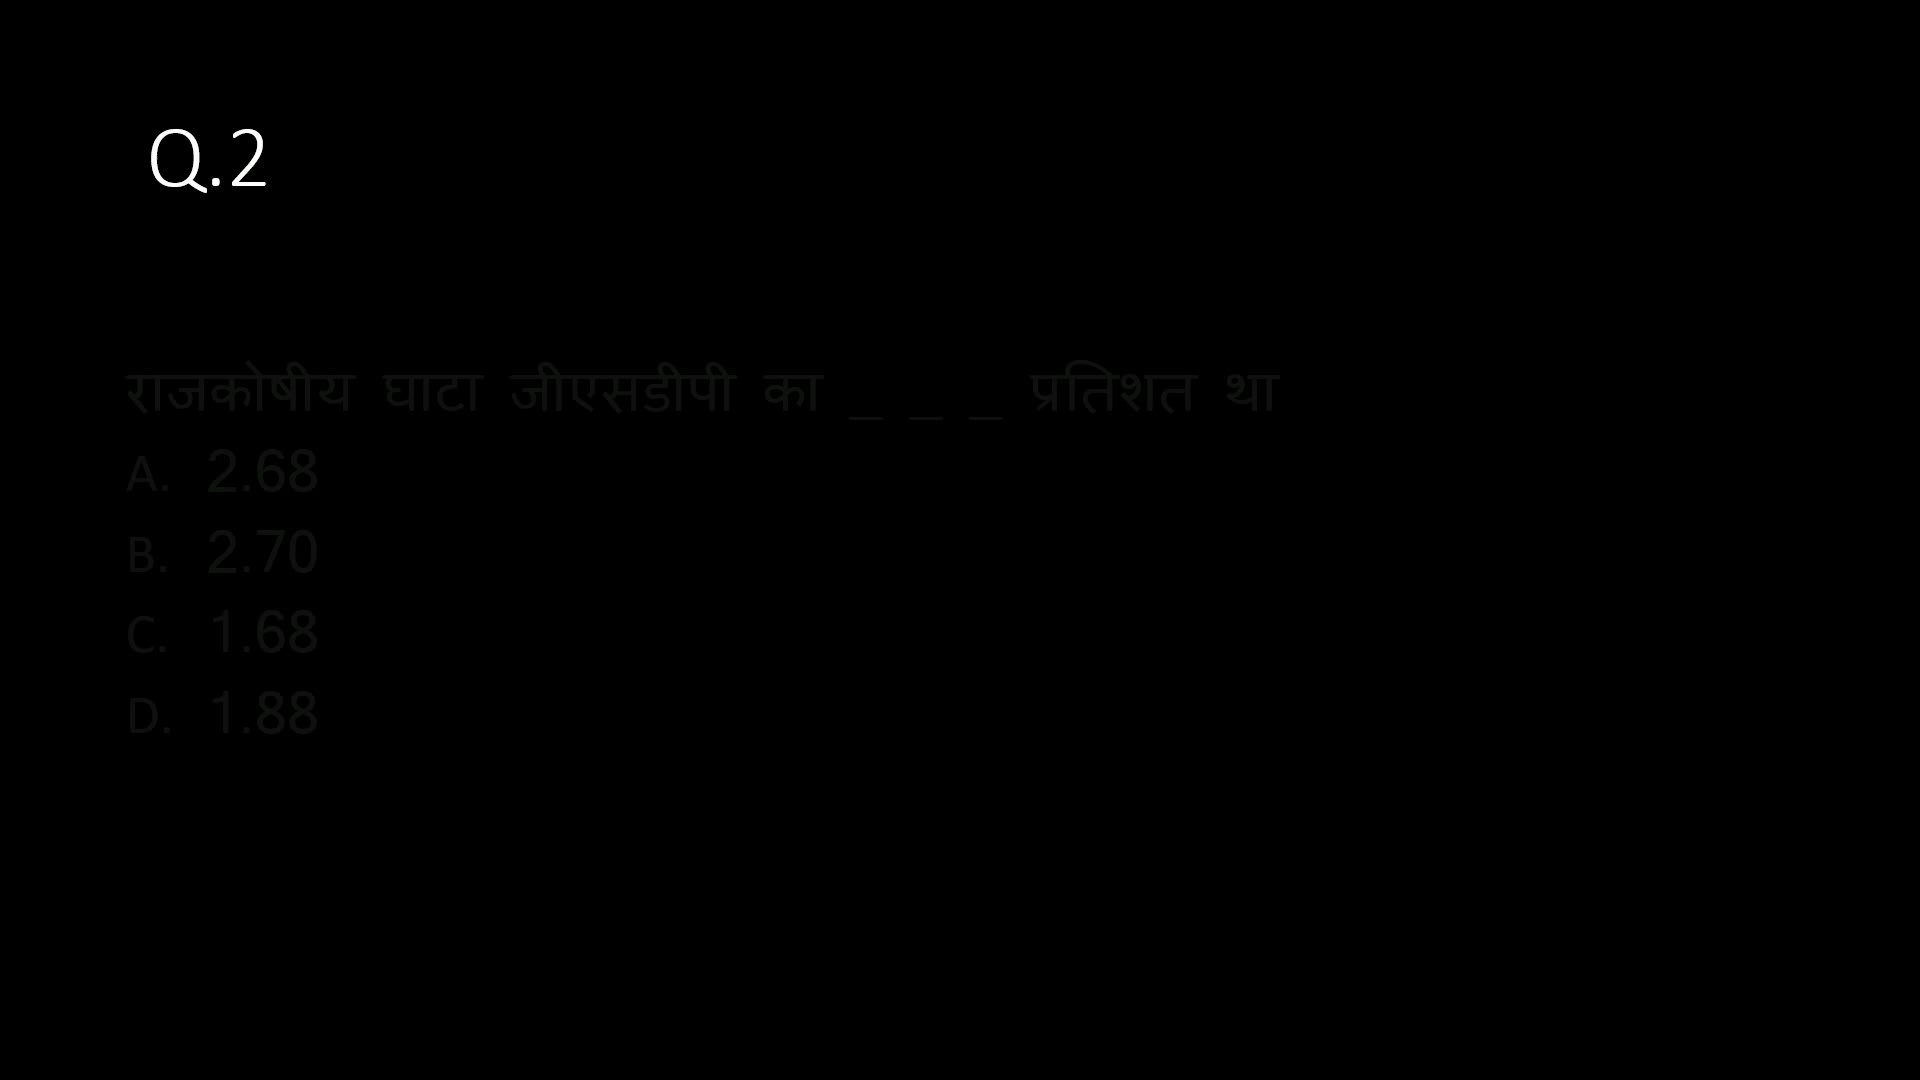 Q.2
राजकोषीय घाटा जीएसडीपी का _ _ _ प्रतिशत था
A. 2.68
B. 2.70
C. 1.68
D. 1.88